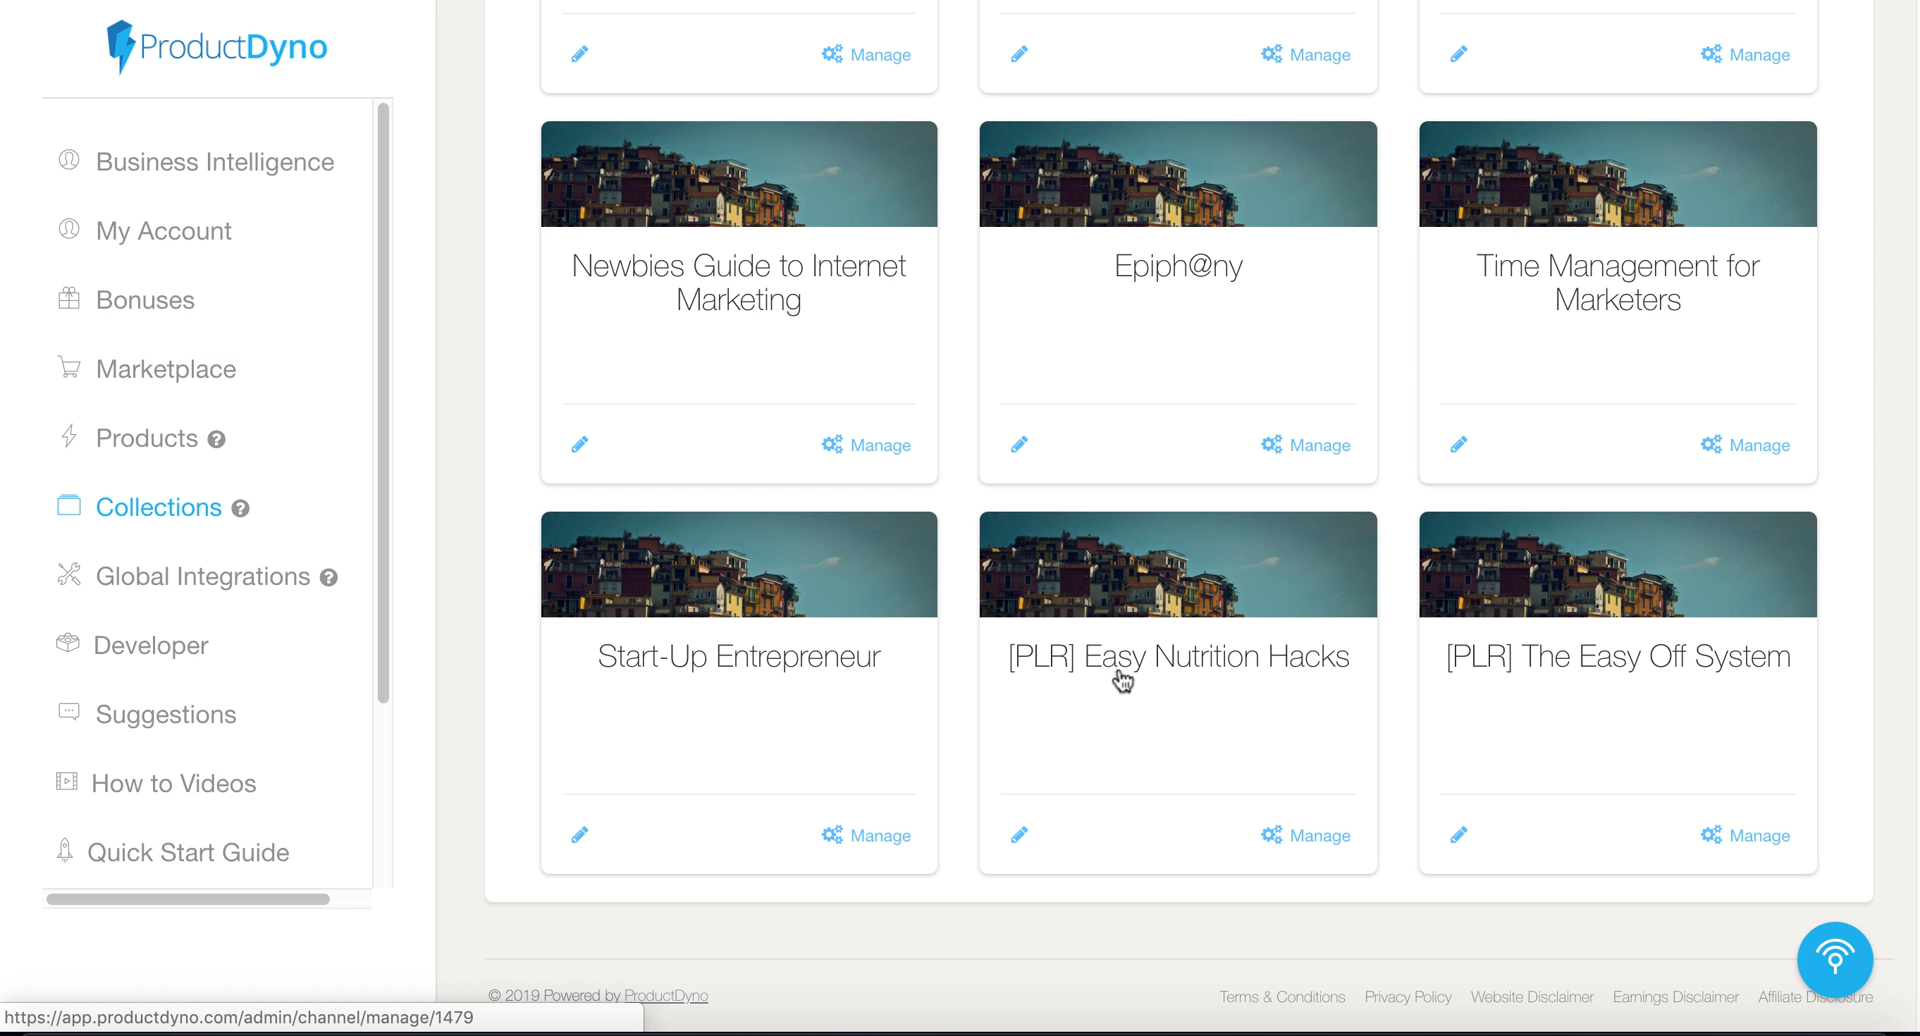 ProductDyno
Business Intelligence
My Account
Bonuses
Marketplace
Products ?
Collections ?
Global Integrations ?
Developer
Suggestions
How to Videos
Quick Start Guide
Manage
Manage
Manage
Newbies Guide to Internet
Marketing
Manage
Epiph@ny
Manage
Time Management for
Marketers
Manage
Start-Up Entrepreneur
Manage
[PLR] Easy Nutrition Hacks
Manage
[PLR] The Easy Off System
Manage
© 2019 Powered by ProductDyno
Terms & Conditions Privacy Policy Website Disclaimer Earnings Disclaimer Affiliate Disclosure
https://app.productdyno.com/admin/channel/manage/1479